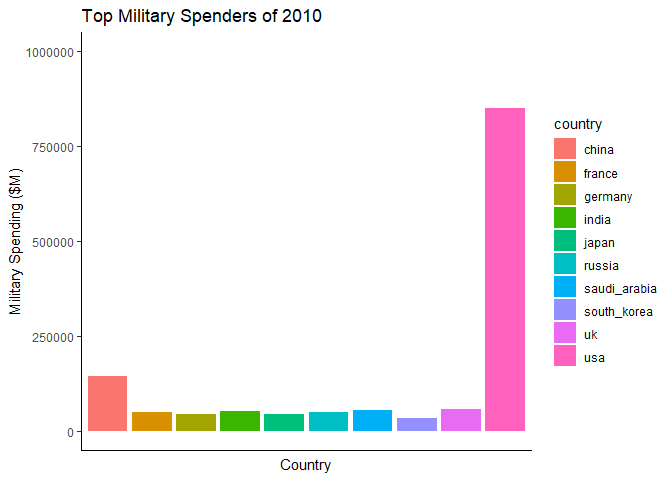 Top Military Spenders of 2010
1000000
750000
500000
250000
0
Military Spending ($M)
Country
country
china
france
germany
india
japan
russia
saudi_arabia
south_korea
uk
usa